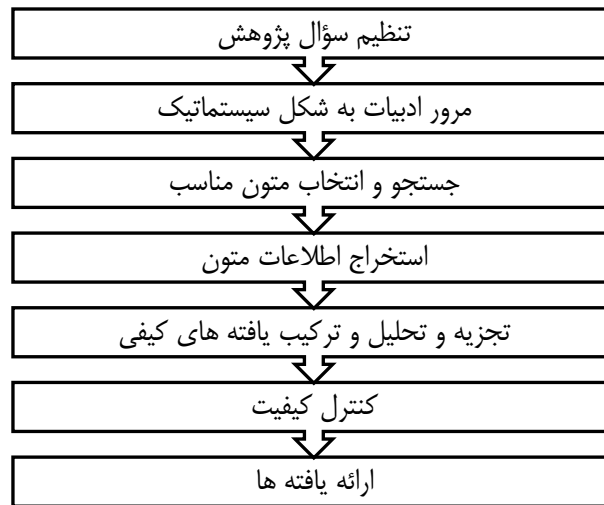 تنظیم سؤال پژوهش
مرور ادبیات به شکل سیستماتیک
جستجو و انتخاب متون مناسب
استخراج اطلاعات متون
تجزیه و تحلیل و ترکیب یافته های کیفی
کنترل کیفیت
ارائه یافته ها